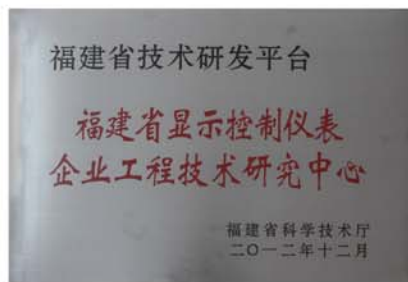 福建省技术研发平台
福建省显示控制仪表
企业工程技术研究中心
福建省科学技术厅
二〇一二年十二月